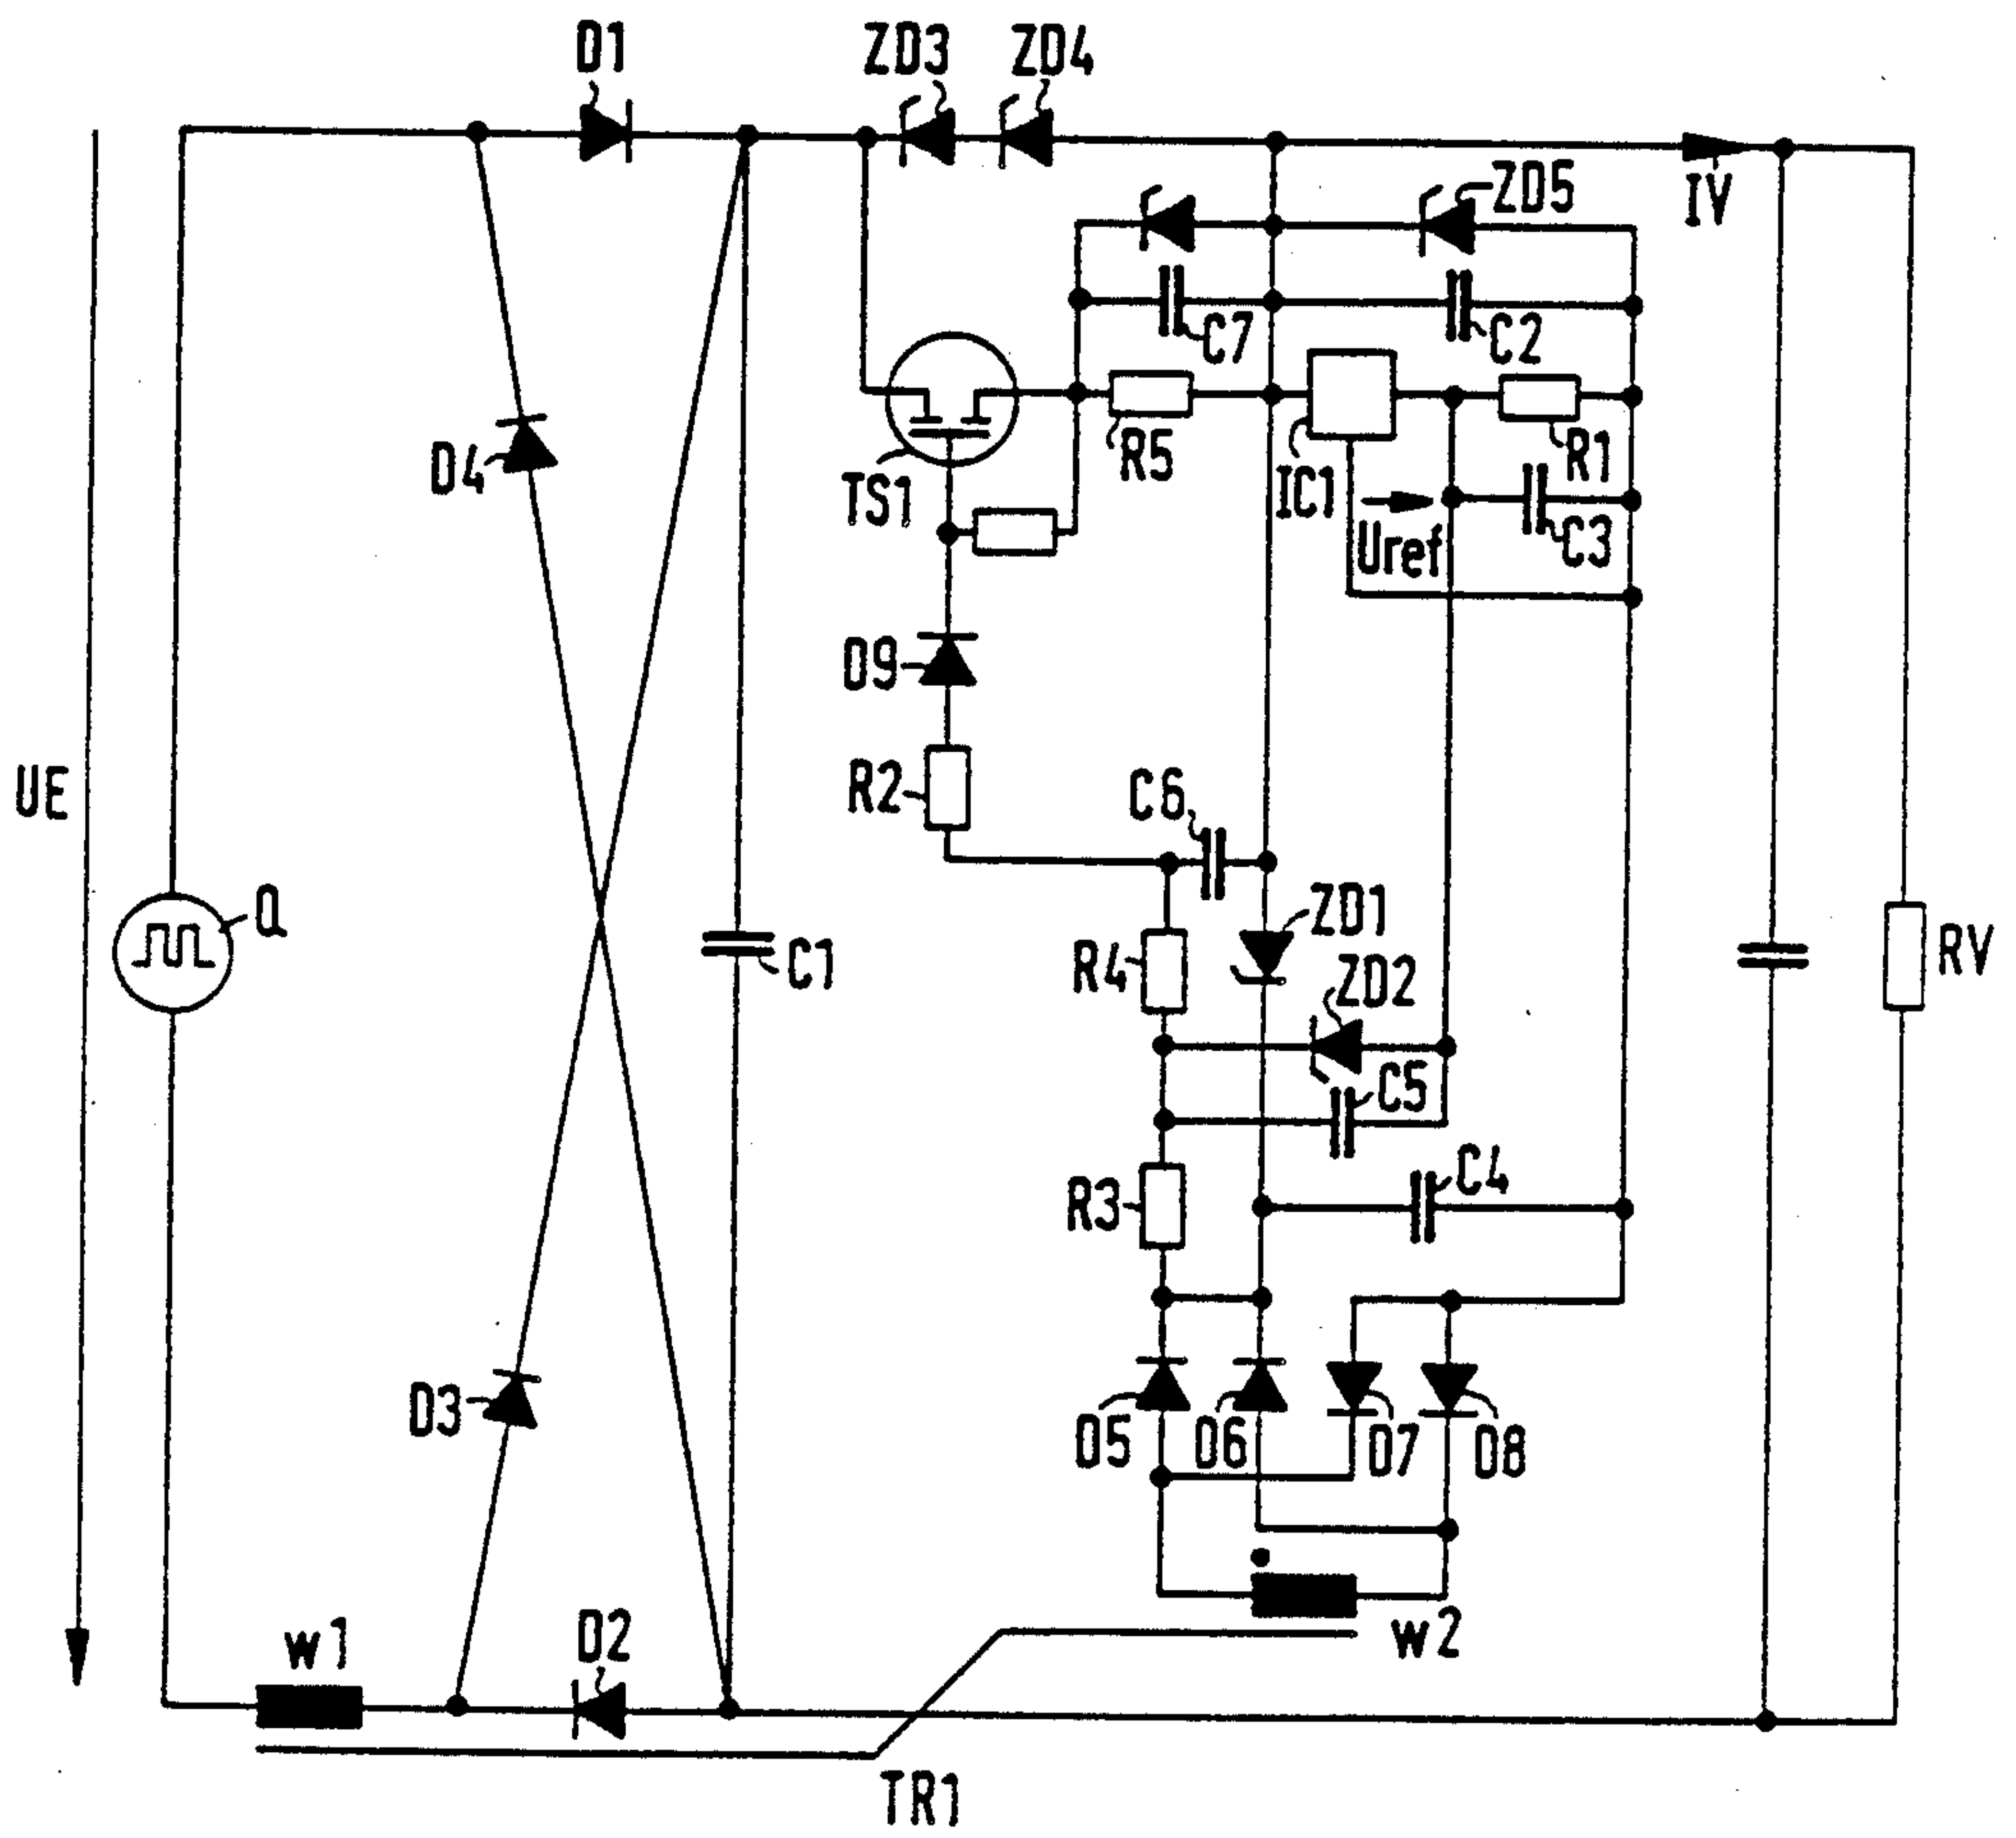 D1
ZD3
ZD4
ZD5
IV
C7
C2
D4
TS1
R5
IC1
R1
Uref
C3
D9
UE
R2
C6
Q
ZD1
C1
R4
ZD2
RV
C5
R3
C4
D3
D5
D6
D7
D8
w1
D2
w2
TR1